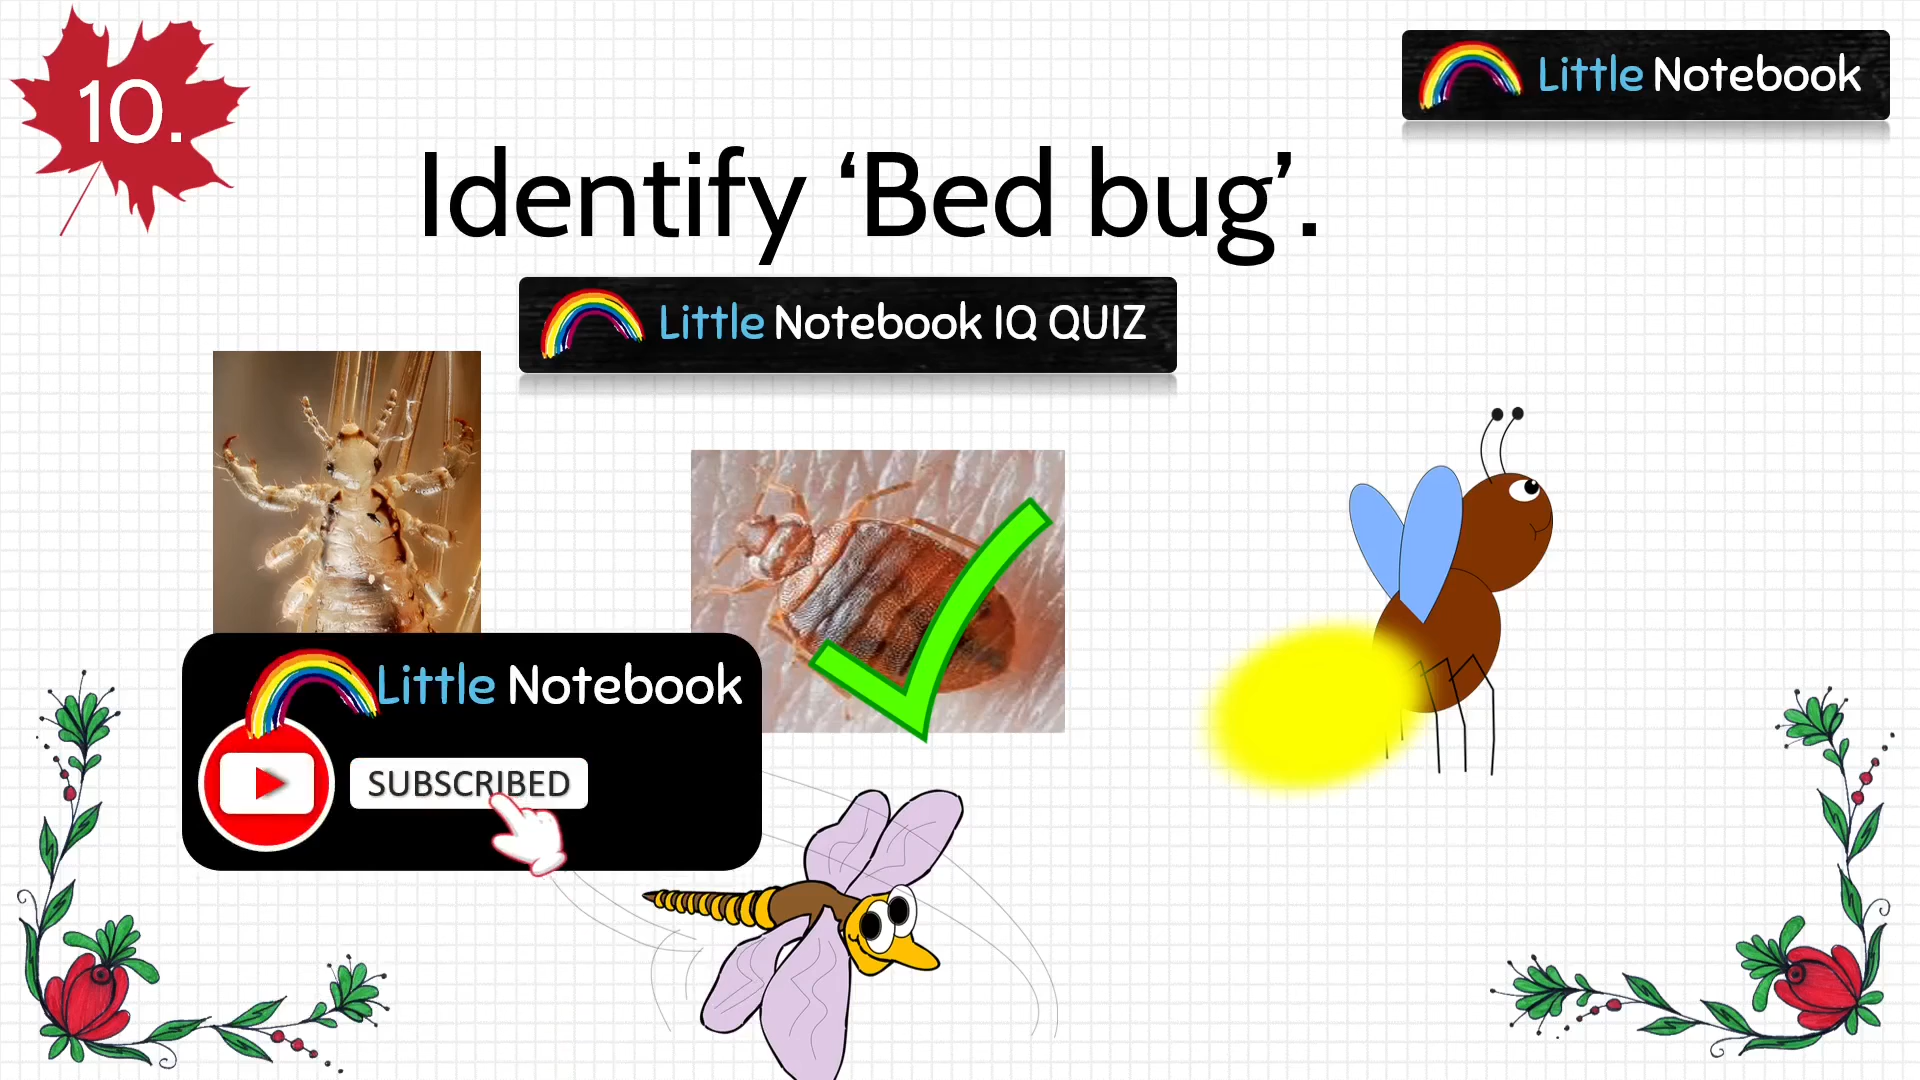 10.
Little Notebook
Identify ‘Bed bug’.
Little Notebook IQ QUIZ
Little Notebook
SUBSCRIBED